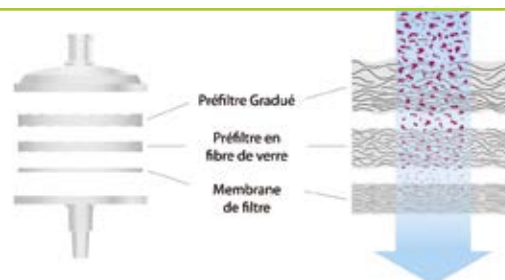 Préfiltre Gradué
Préfiltre en
fibre de verre
Membrane
de filtre